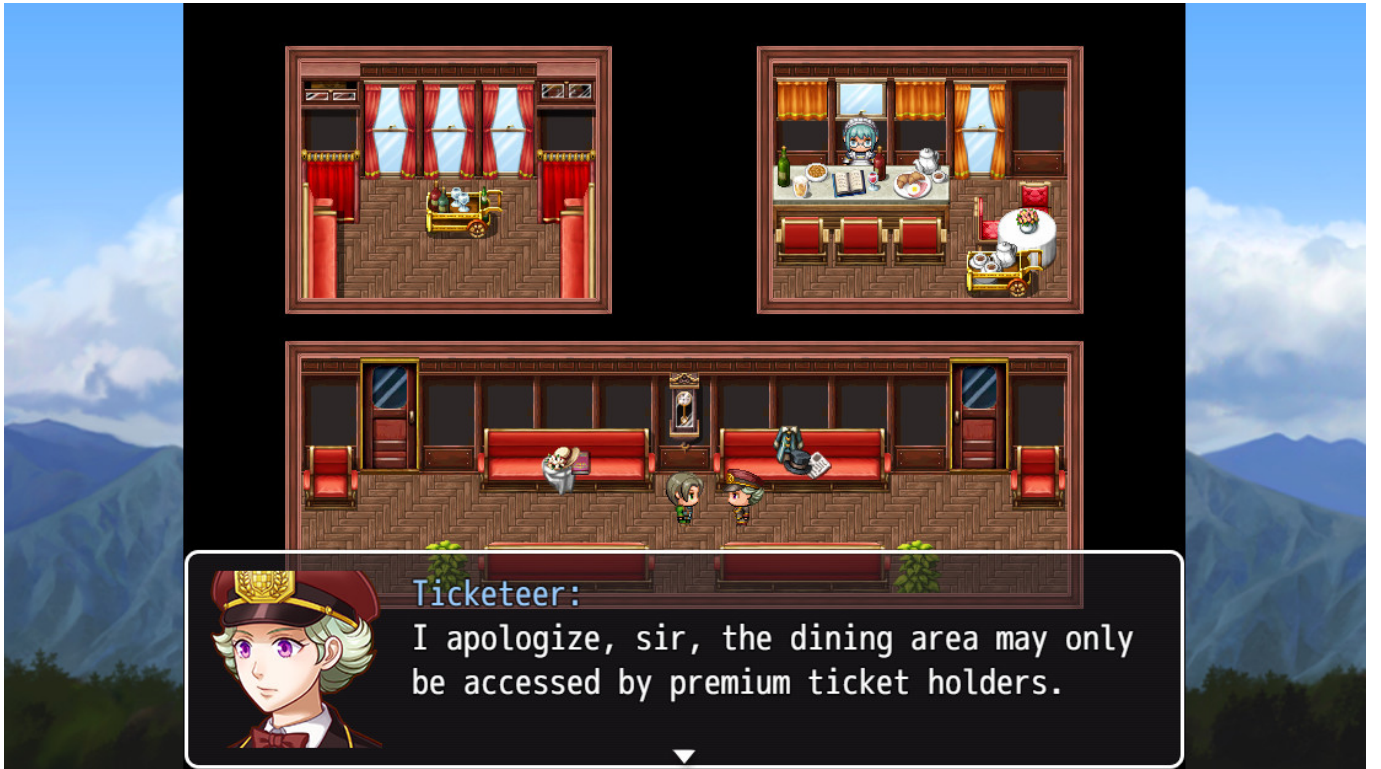 Ticketeer:
I apologize, sir, the dining area may only
be accessed by premium ticket holders.